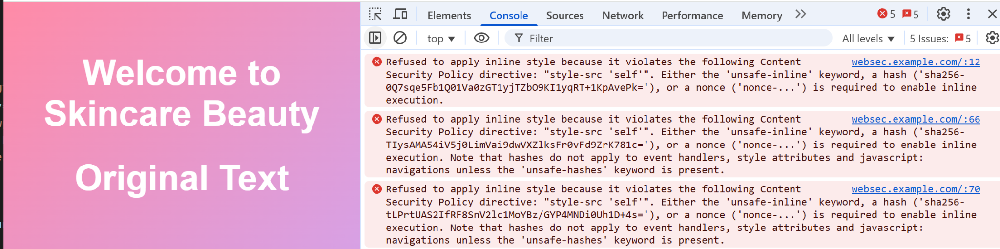 Welcome to
Skincare Beauty
Original Text
Elements Console Sources Network Performance Memory 5 5
top Filter All levels 5 Issues: 5
Refused to apply inline style because it violates the following Content websec.example.com/:12
Security Policy directive: "style-src 'self'". Either the 'unsafe-inline' keyword, a hash ('sha256-
0Q7sqe5Fb1Q01Va0zGT1yjTZbO9KI1yqRT+1KpAvePk='), or a nonce ('nonce-...') is required to enable inline
execution.
Refused to apply inline style because it violates the following Content websec.example.com/:66
Security Policy directive: "style-src 'self'". Either the 'unsafe-inline' keyword, a hash ('sha256-
TIysAMA54iV5j0LimVai9dwVXZlksFr0vFd9ZrK781c='), or a nonce ('nonce-...') is required to enable inline
execution. Note that hashes do not apply to event handlers, style attributes and javascript:
navigations unless the 'unsafe-hashes' keyword is present.
Refused to apply inline style because it violates the following Content websec.example.com/:70
Security Policy directive: "style-src 'self'". Either the 'unsafe-inline' keyword, a hash ('sha256-
tLPrtUAS2IfRF8SnV2lc1MoYBz/GYP4MNDi0Uh1D+4s='), or a nonce ('nonce-...') is required to enable inline
execution. Note that hashes do not apply to event handlers, style attributes and javascript:
navigations unless the 'unsafe-hashes' keyword is present.